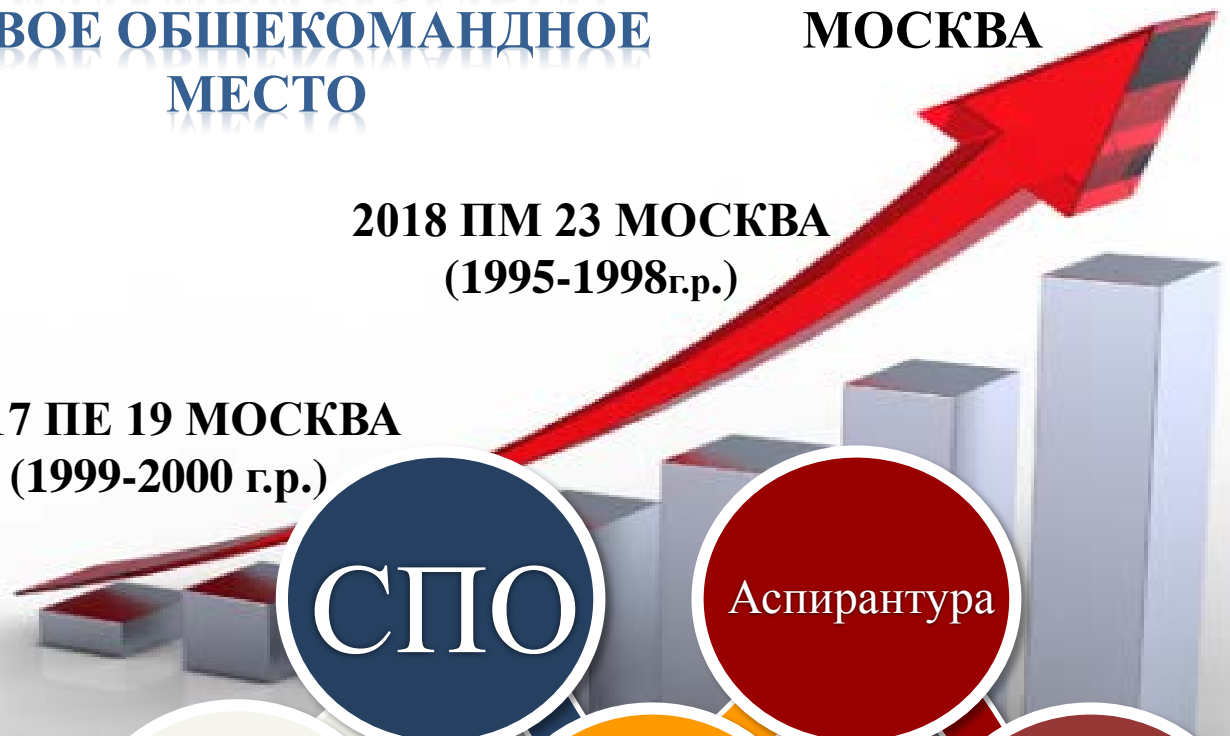 ВОЕ ОБЩЕКОМАНДНОЕ
МЕСТО
МОСКВА
2018 ПМ 23 МОСКВА
(1995-1998г.р.)
7 ПЕ 19 МОСКВА
(1999-2000 г.р.)
СПО
Аспирантура